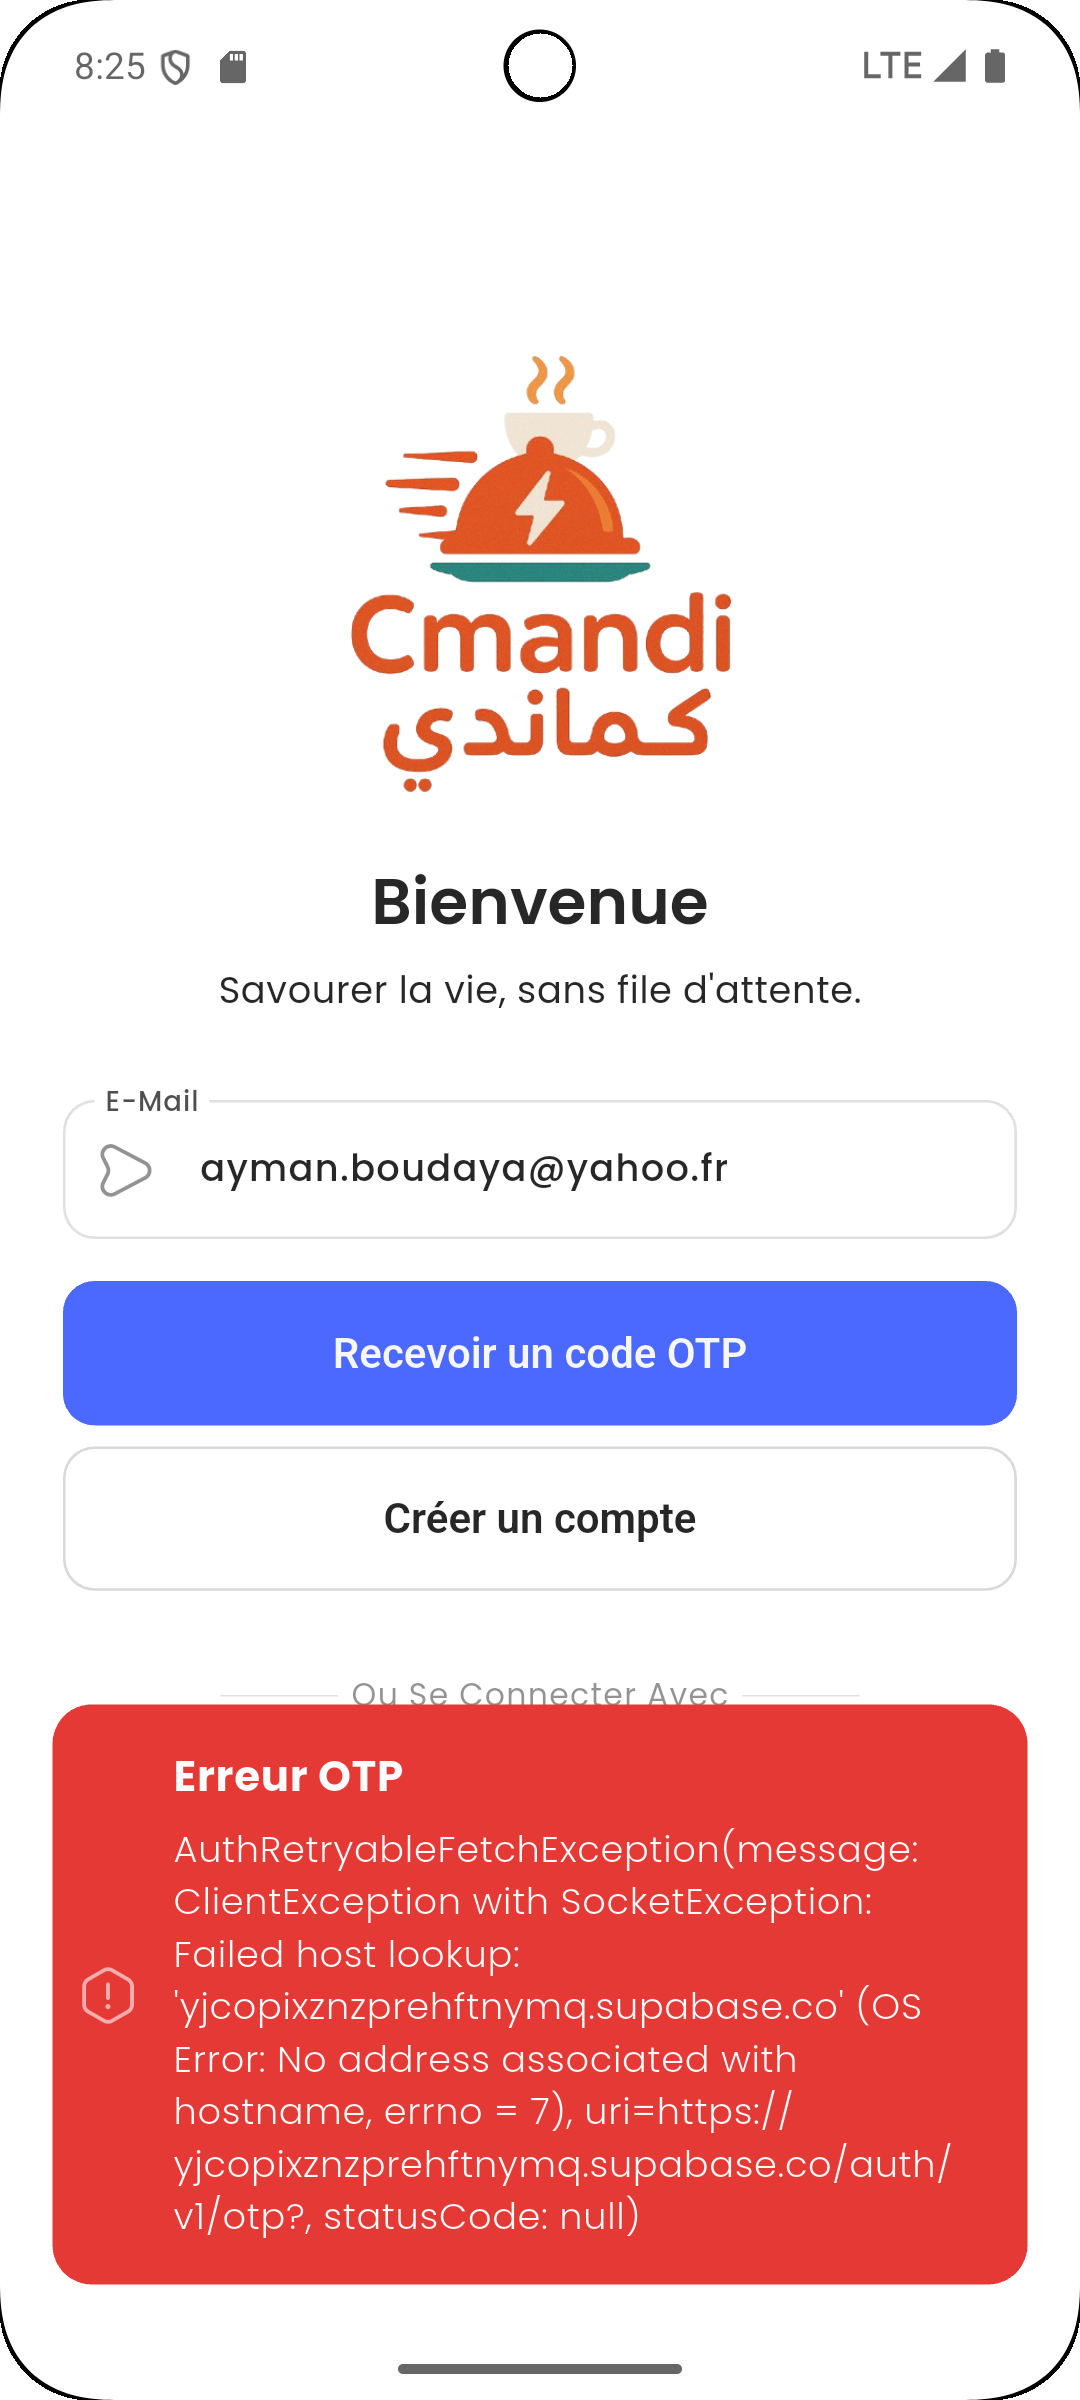 8:25
LTE
Cmandi
كماندي
Bienvenue
Savourer la vie, sans file d'attente.
E-Mail
ayman.boudaya@yahoo.fr
Recevoir un code OTP
Créer un compte
Ou Se Connecter Avec
Erreur OTP
AuthRetryableFetchException(message:
ClientException with SocketException:
Failed host lookup:
'yjcopixznzprehftnymq.supabase.co' (OS
Error: No address associated with
hostname, errno = 7), uri=https://
yjcopixznzprehftnymq.supabase.co/auth/
v1/otp?, statusCode: null)